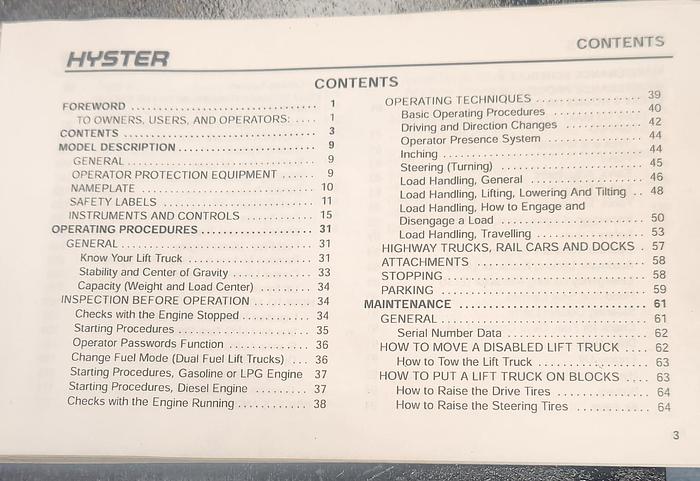 HYSTER
CONTENTS
CONTENTS
FOREWORD .................................. 1
TO OWNERS, USERS, AND OPERATORS: .... 1
CONTENTS .................................. 3
MODEL DESCRIPTION ......................... 9
GENERAL ................................... 9
OPERATOR PROTECTION EQUIPMENT ...... 9
NAMEPLATE ................................ 10
SAFETY LABELS ............................ 11
INSTRUMENTS AND CONTROLS ............ 15
OPERATING PROCEDURES .................... 31
GENERAL .................................. 31
Know Your Lift Truck ..................... 31
Stability and Center of Gravity .......... 33
Capacity (Weight and Load Center) ........ 34
INSPECTION BEFORE OPERATION ......... 34
Checks with the Engine Stopped ........... 34
Starting Procedures ...................... 35
Operator Passwords Function .............. 36
Change Fuel Mode (Dual Fuel Lift Trucks) ... 36
Starting Procedures, Gasoline or LPG Engine 37
Starting Procedures, Diesel Engine ....... 37
Checks with the Engine Running ........... 38
OPERATING TECHNIQUES ................ 39
Basic Operating Procedures ............... 40
Driving and Direction Changes ............ 42
Operator Presence System ................. 44
Inching .................................. 44
Steering (Turning) ....................... 45
Load Handling, General ................... 46
Load Handling, Lifting, Lowering And Tilting .. 48
Load Handling, How to Engage and
Disengage a Load ......................... 50
Load Handling, Travelling ................ 53
HIGHWAY TRUCKS, RAIL CARS AND DOCKS . 57
ATTACHMENTS .............................. 58
STOPPING ................................. 58
PARKING .................................. 59
MAINTENANCE .............................. 61
GENERAL .................................. 61
Serial Number Data ....................... 62
HOW TO MOVE A DISABLED LIFT TRUCK .... 62
How to Tow the Lift Truck ................ 63
HOW TO PUT A LIFT TRUCK ON BLOCKS .... 63
How to Raise the Drive Tires ............. 64
How to Raise the Steering Tires .......... 64
3